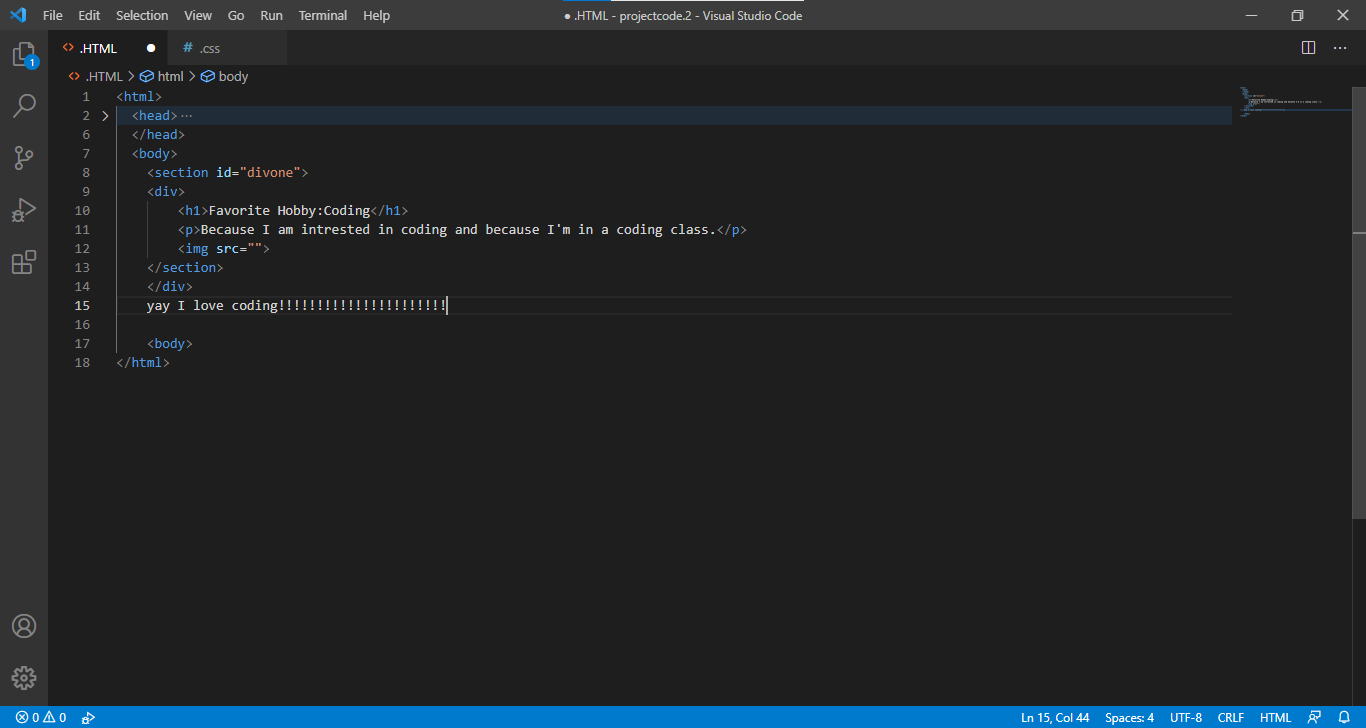 File Edit Selection View Go Run Terminal Help ● .HTML - projectcode.2 - Visual Studio Code
1
<> .HTML ● # .css
<> .HTML > html > body
1 <html>
2 > <head>···
6 </head>
7 <body>
8 <section id="divone">
9 <div>
10 <h1>Favorite Hobby:Coding</h1>
11 <p>Because I am intrested in coding and because I'm in a coding class.</p>
12 <img src="">
13 </section>
14 </div>
15 yay I love coding!!!!!!!!!!!!!!!!!!!!!!
16
17 <body>
18 </html>
0 0 Ln 15, Col 44 Spaces: 4 UTF-8 CRLF HTML